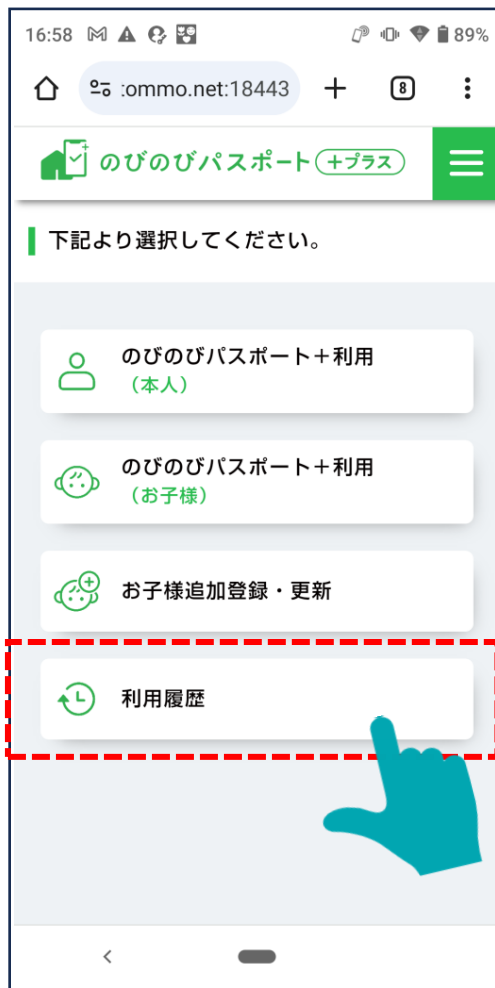 16:58 89%
:ommo.net:18443 8
のびのびパスポート+プラス
下記より選択してください。
のびのびパスポート+利用
（本人）
のびのびパスポート+利用
（お子様）
お子様追加登録・更新
利用履歴